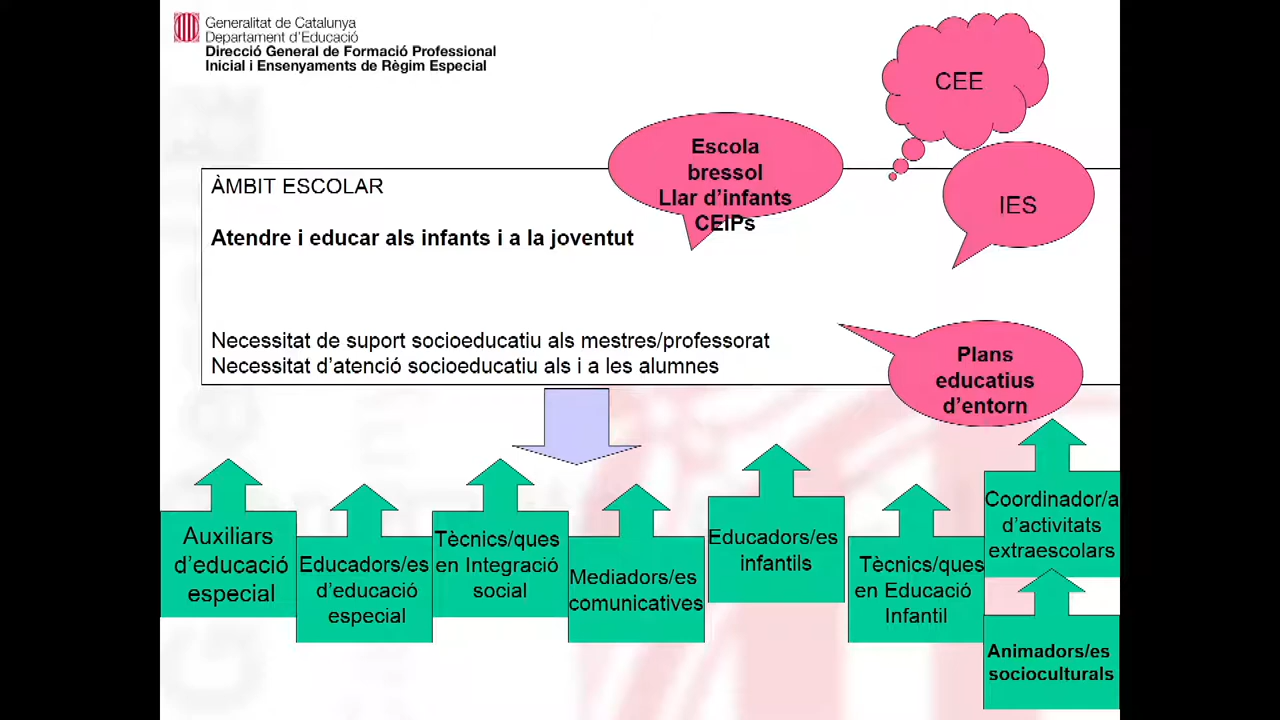 Generalitat de Catalunya
Departament d'Educació
Direcció General de Formació Professional
Inicial i Ensenyaments de Règim Especial
CEE
Escola
bressol
Llar d'infants
CEIPs
IES
ÀMBIT ESCOLAR
Atendre i educar als infants i a la joventut
Necessitat de suport socioeducatiu als mestres/professorat
Necessitat d'atenció socioeducatiu als i a les alumnes
Plans
educatius
d'entorn
Auxiliars
d'educació
especial
Educadors/es
d'educació
especial
Tècnics/ques
en Integració
social
Mediadors/es
comunicatives
Educadors/es
infantils
Tècnics/ques
en Educació
Infantil
Coordinador/a
d'activitats
extraescolars
Animadors/es
socioculturals